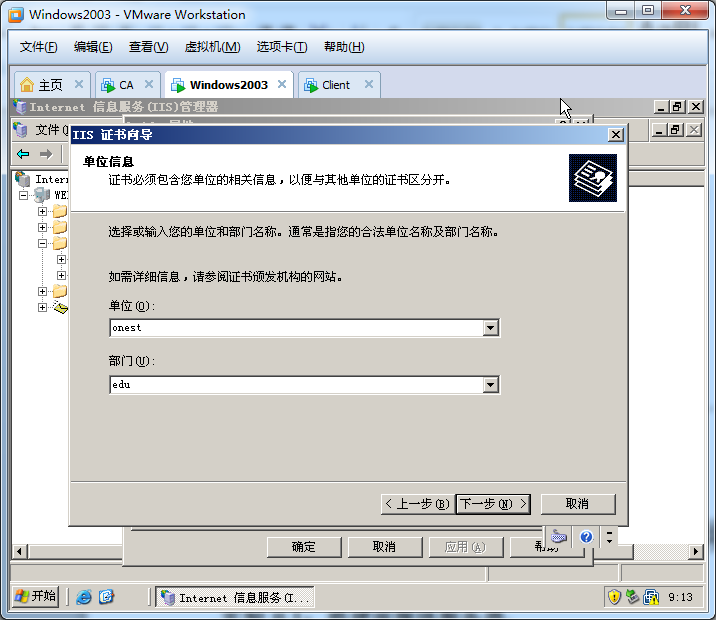 Windows2003 - VMware Workstation
文件(F) 编辑(E) 查看(V) 虚拟机(M) 选项卡(T) 帮助(H)
主页 CA Windows2003 Client
Internet 信息服务(IIS)管理器
文件(
IIS 证书向导
单位信息
证书必须包含您单位的相关信息，以便与其他单位的证书区分开。
Intern
WE
选择或输入您的单位和部门名称。通常是指您的合法单位名称及部门名称。
如需详细信息，请参阅证书颁发机构的网站。
单位(O):
onest
部门(U):
edu
< 上一步(B) 下一步(N) > 取消
确定 取消 应用(A) 帮助
开始 Internet 信息服务(I... 9:13